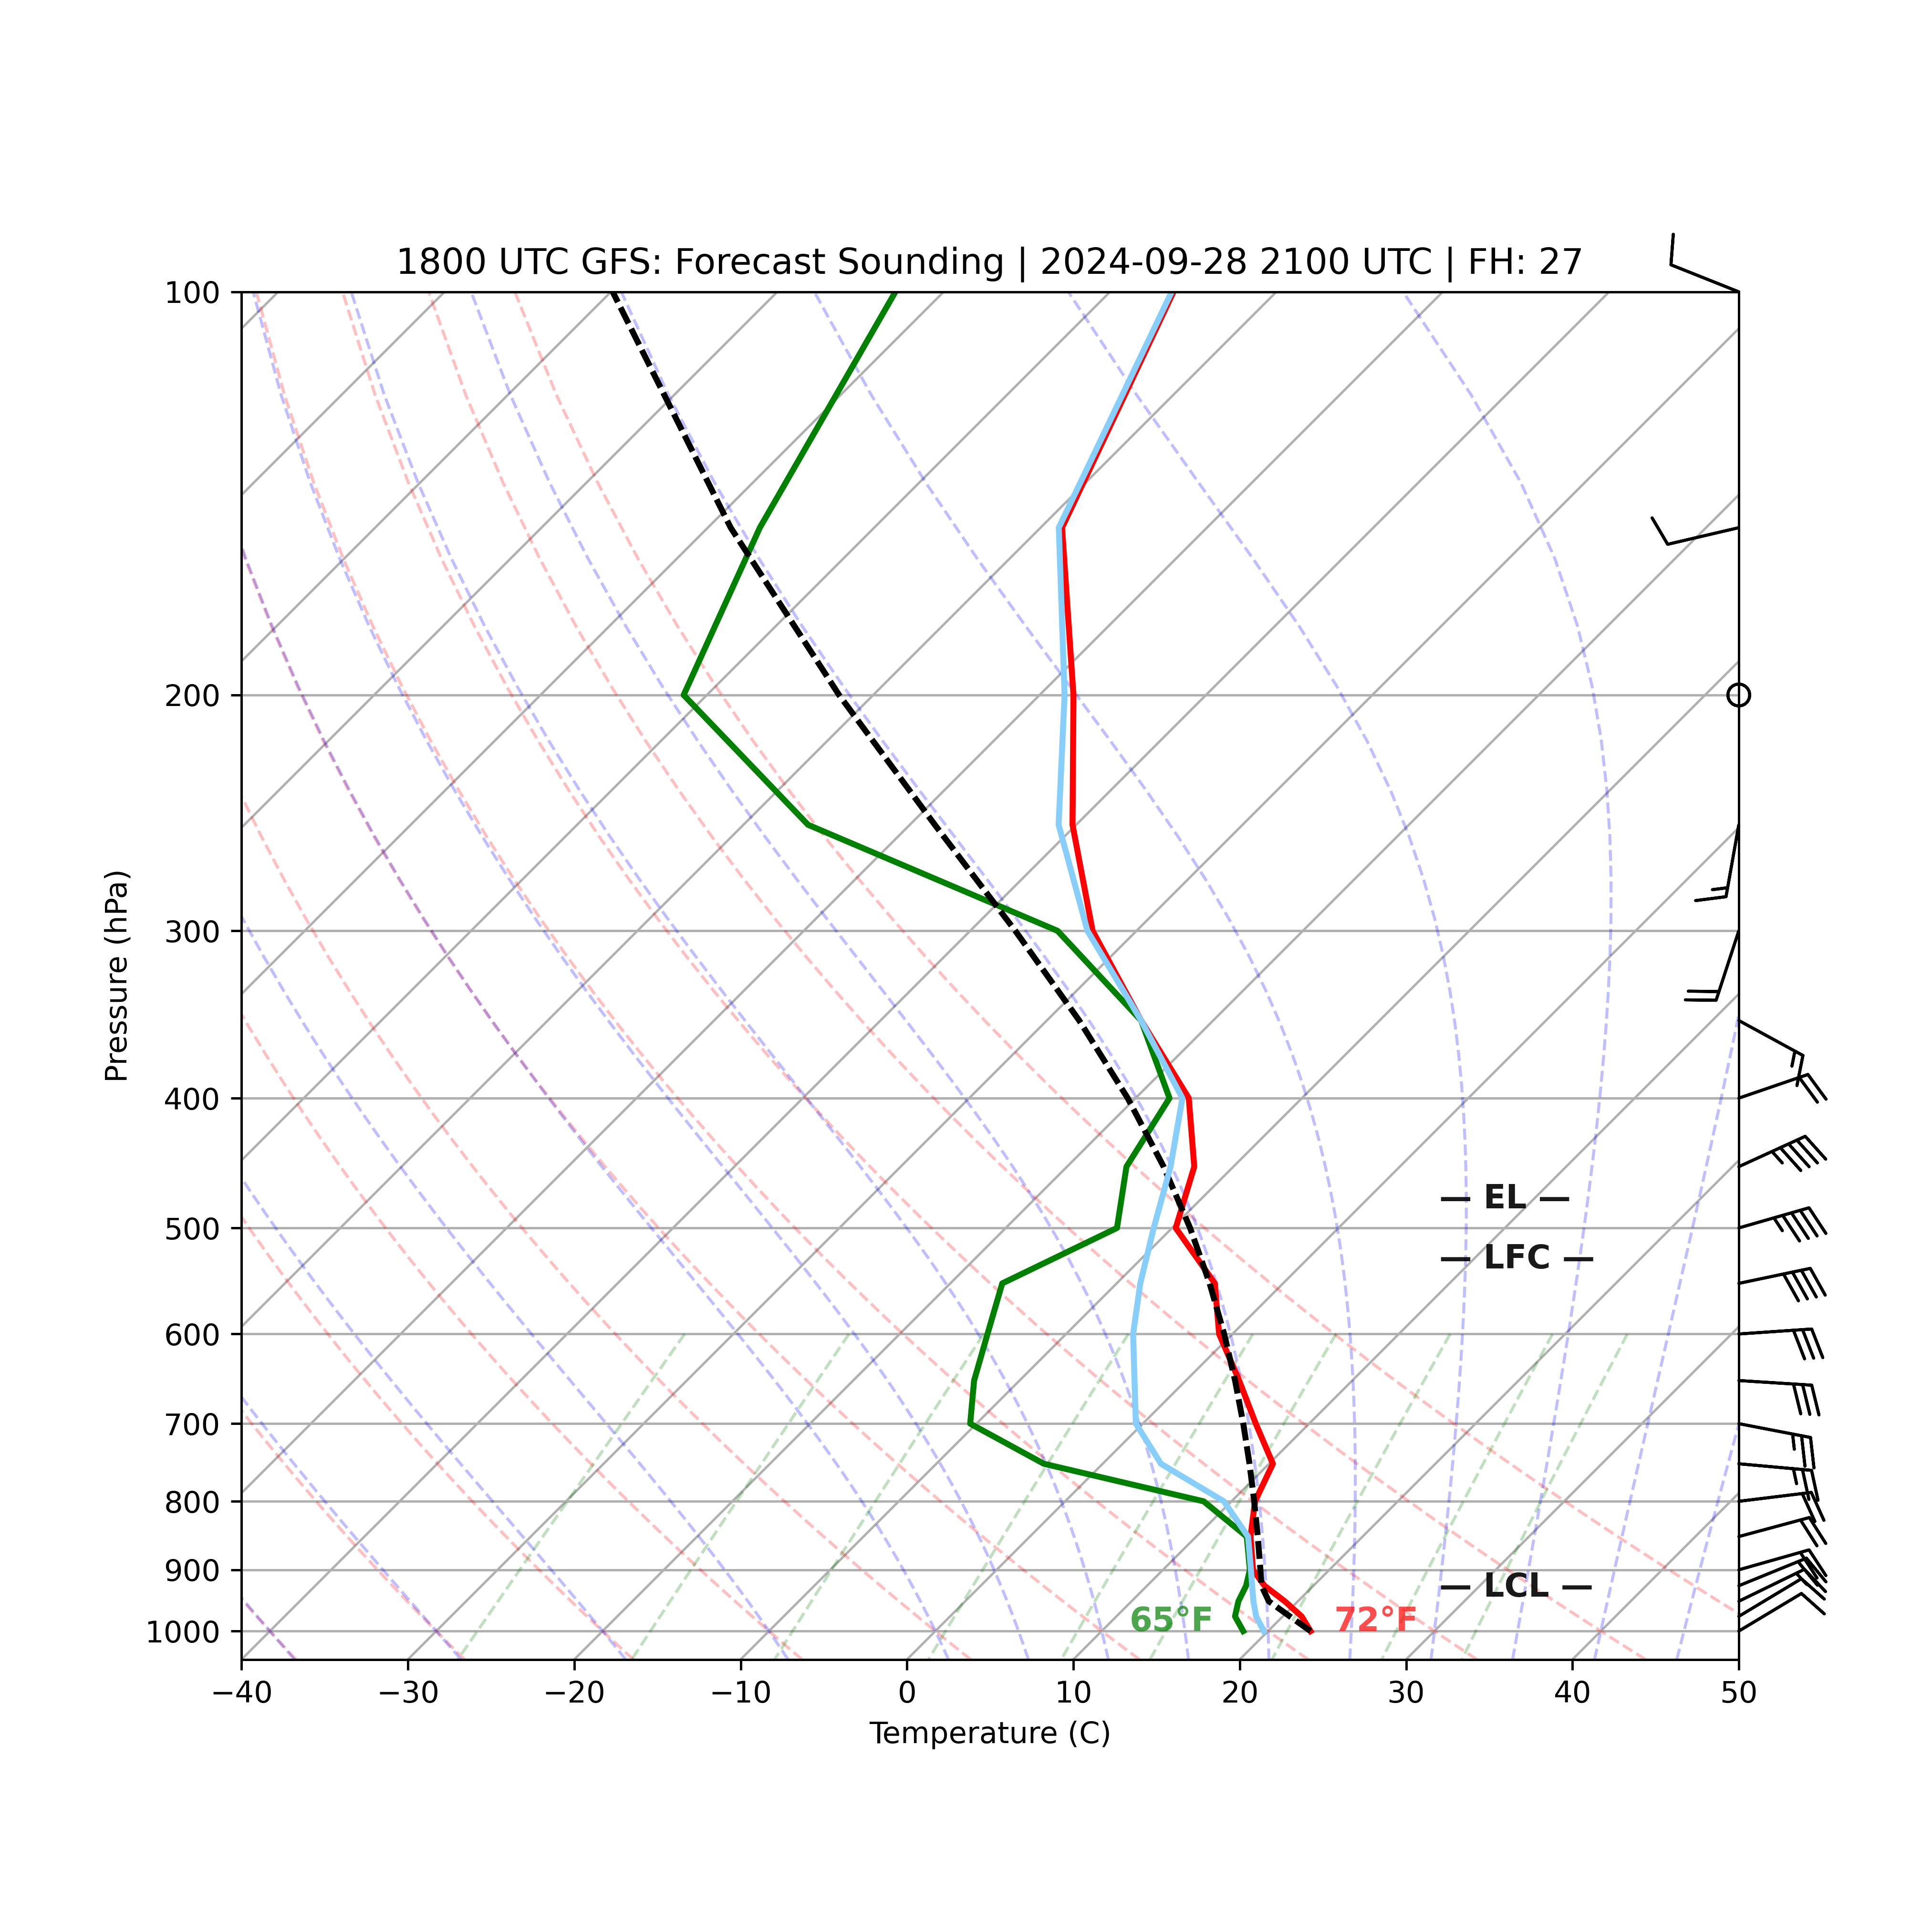 1800 UTC GFS: Forecast Sounding | 2024-09-28 2100 UTC | FH: 27
100
200
300
400
500
600
700
800
900
1000
Pressure (hPa)
— EL —
— LFC —
— LCL —
65°F
72°F
−40
−30
−20
−10
0
10
20
30
40
50
Temperature (C)